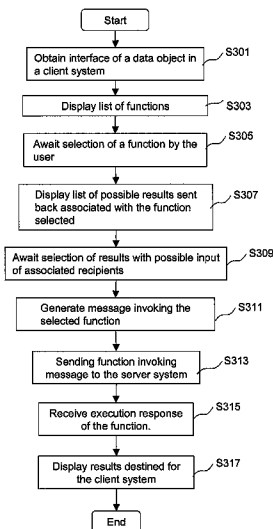 Start
Obtain interface of a data object in
a client system
S301
Display list of functions
S303
Await selection of a function by the
user
S305
Display list of possible results sent
back associated with the function
selected
S307
Await selection of results with possible input
of associated recipients
S309
Generate message invoking the
selected function
S311
Sending function invoking
message to the server system
S313
Receive execution response
of the function.
S315
Display results destined for
the client system
S317
End